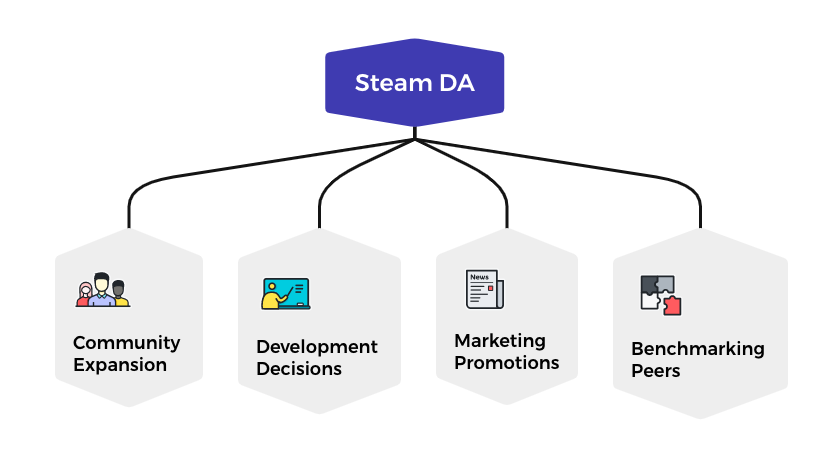 Steam DA
Community
Expansion
Development
Decisions
News
Marketing
Promotions
Benchmarking
Peers